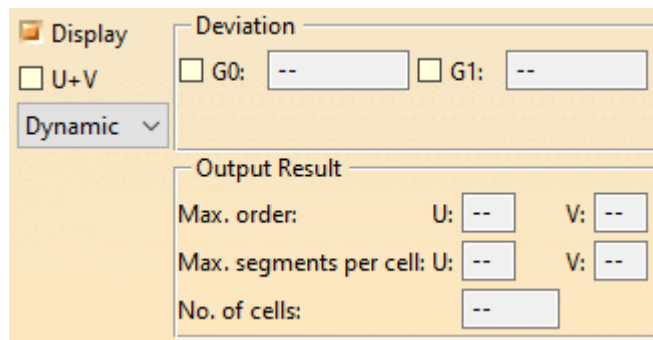 Display
U+V
Dynamic
Deviation
G0: -- G1: --
Output Result
Max. order: U: -- V: --
Max. segments per cell: U: -- V: --
No. of cells: --